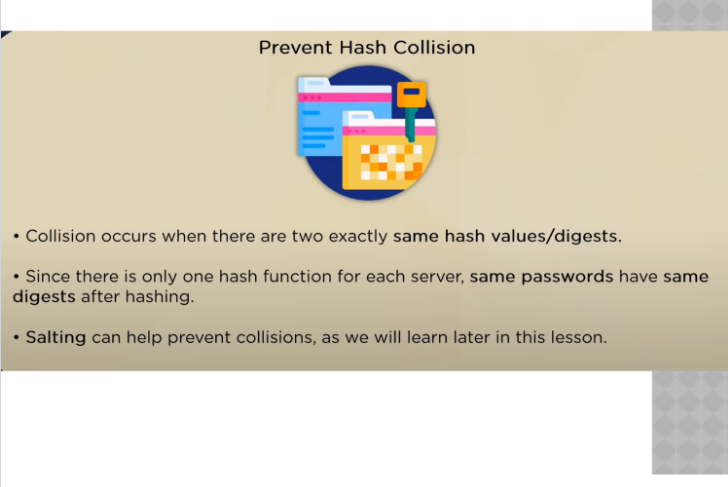 Prevent Hash Collision
• Collision occurs when there are two exactly same hash values/digests.
• Since there is only one hash function for each server, same passwords have same
digests after hashing.
• Salting can help prevent collisions, as we will learn later in this lesson.